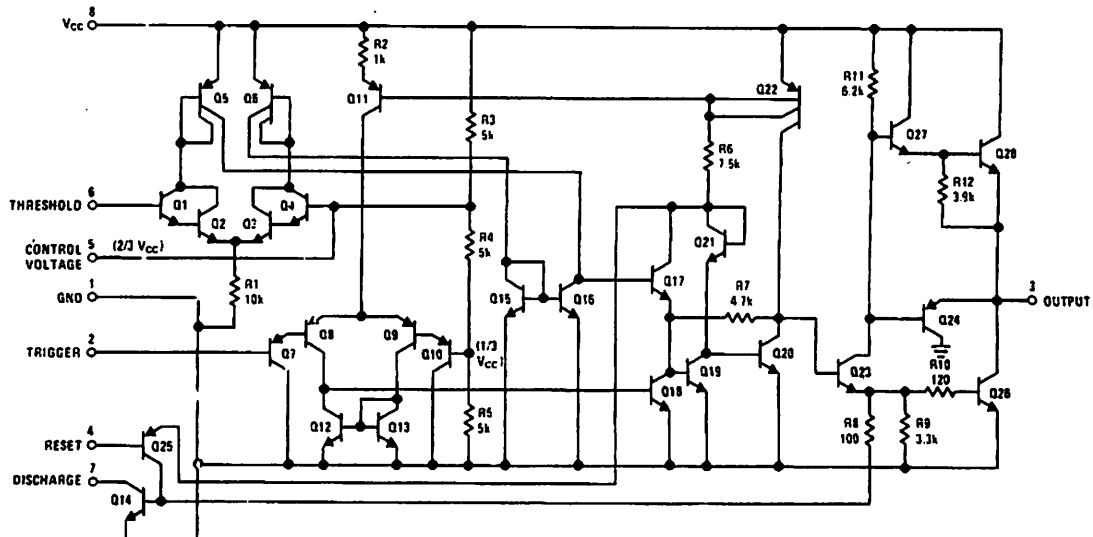 VCC 8
R2
1k
Q5
Q6
Q11
R3
5k
Q22
R11
6.2k
Q27
Q28
R12
3.9k
R6
7.5k
THRESHOLD 6
Q1
Q2
Q3
Q4
CONTROL
VOLTAGE
5
(2/3 VCC)
R4
5k
Q21
GND 1
R1
10k
Q15
Q16
Q17
R7
4.7k
3
OUTPUT
Q24
TRIGGER 2
Q7
Q8
Q9
Q10
(1/3
VCC)
Q18
Q19
Q20
Q23
R10
120
Q26
Q12
Q13
R5
5k
R8
100
R9
3.3k
RESET 4
Q25
DISCHARGE 7
Q14